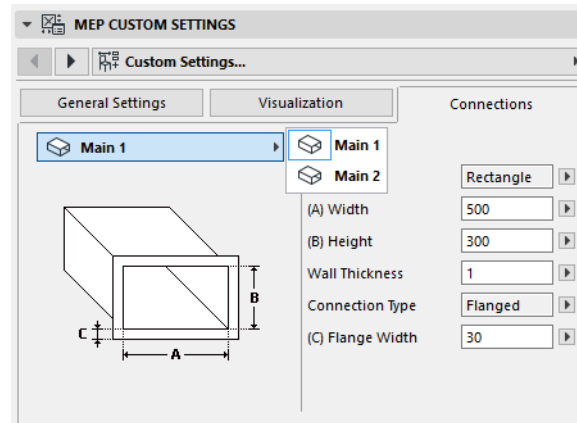 MEP CUSTOM SETTINGS
Custom Settings...
General Settings Visualization Connections
Main 1 Main 1
Main 2 Rectangle
(A) Width 500
(B) Height 300
Wall Thickness 1
Connection Type Flanged
(C) Flange Width 30
B
C
A